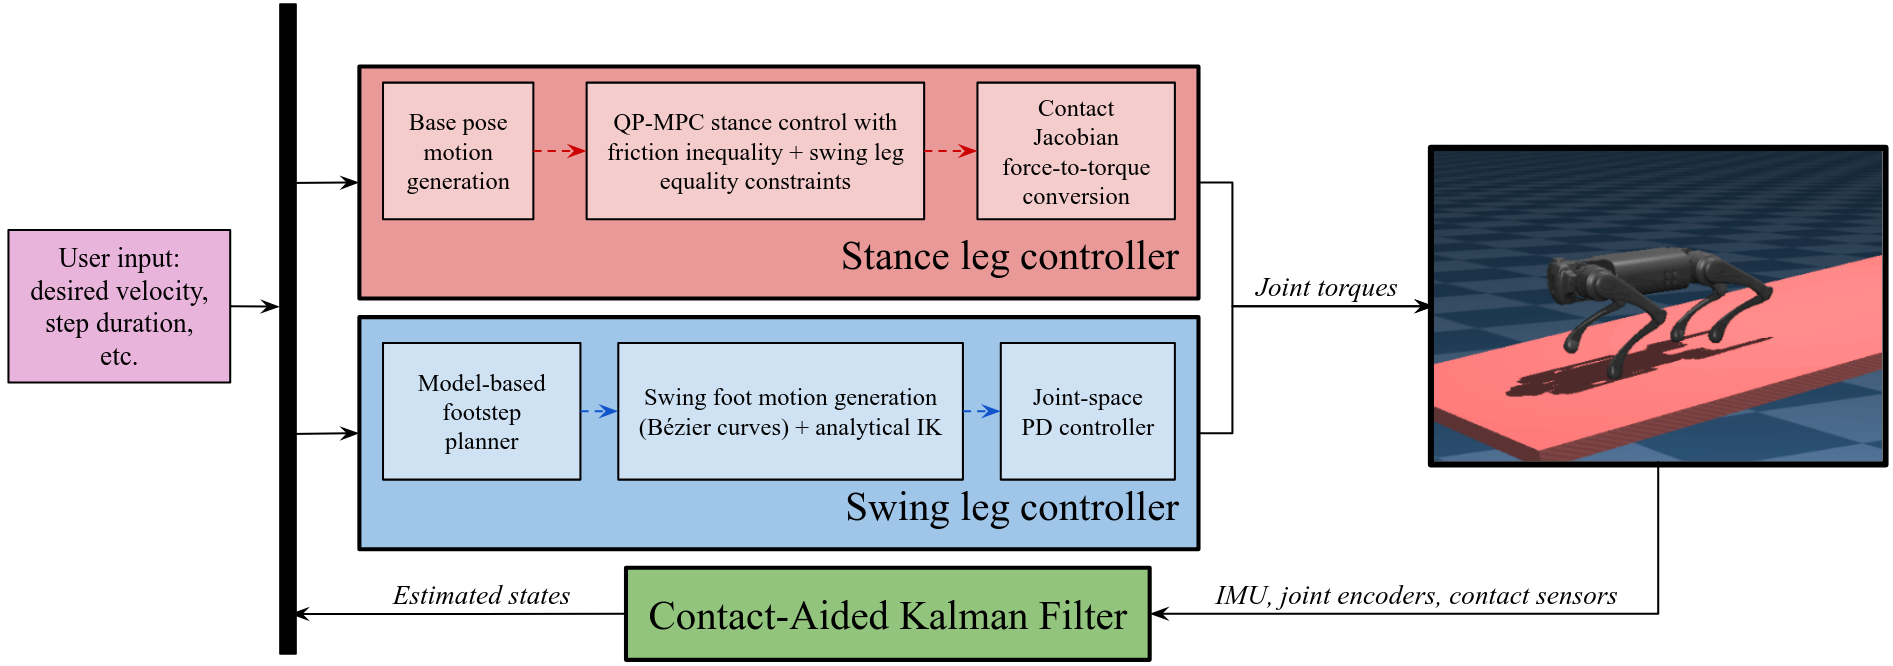 User input:
desired velocity,
step duration,
etc.
Base pose
motion
generation
QP-MPC stance control with
friction inequality + swing leg
equality constraints
Contact
Jacobian
force-to-torque
conversion
Stance leg controller
Model-based
footstep
planner
Swing foot motion generation
(Bézier curves) + analytical IK
Joint-space
PD controller
Swing leg controller
Joint torques
Estimated states
Contact-Aided Kalman Filter
IMU, joint encoders, contact sensors